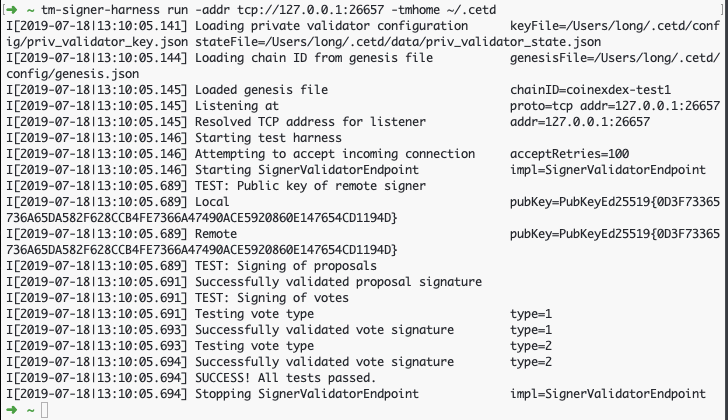 [➜ ~ tm-signer-harness run -addr tcp://127.0.0.1:26657 -tmhome ~/.cetd ]
I[2019-07-18|13:10:05.141] Loading private validator configuration keyFile=/Users/long/.cetd/conf
ig/priv_validator_key.json stateFile=/Users/long/.cetd/data/priv_validator_state.json
I[2019-07-18|13:10:05.144] Loading chain ID from genesis file genesisFile=/Users/long/.cetd/
config/genesis.json
I[2019-07-18|13:10:05.145] Loaded genesis file chainID=coinexdex-test1
I[2019-07-18|13:10:05.145] Listening at proto=tcp addr=127.0.0.1:26657
I[2019-07-18|13:10:05.145] Resolved TCP address for listener addr=127.0.0.1:26657
I[2019-07-18|13:10:05.146] Starting test harness
I[2019-07-18|13:10:05.146] Attempting to accept incoming connection acceptRetries=100
I[2019-07-18|13:10:05.146] Starting SignerValidatorEndpoint impl=SignerValidatorEndpoint
I[2019-07-18|13:10:05.689] TEST: Public key of remote signer
I[2019-07-18|13:10:05.689] Local pubKey=PubKeyEd25519{0D3F73365
736A65DA582F628CCB4FE7366A47490ACE5920860E147654CD1194D}
I[2019-07-18|13:10:05.689] Remote pubKey=PubKeyEd25519{0D3F73365
736A65DA582F628CCB4FE7366A47490ACE5920860E147654CD1194D}
I[2019-07-18|13:10:05.689] TEST: Signing of proposals
I[2019-07-18|13:10:05.691] Successfully validated proposal signature
I[2019-07-18|13:10:05.691] TEST: Signing of votes
I[2019-07-18|13:10:05.691] Testing vote type type=1
I[2019-07-18|13:10:05.693] Successfully validated vote signature type=1
I[2019-07-18|13:10:05.693] Testing vote type type=2
I[2019-07-18|13:10:05.694] Successfully validated vote signature type=2
I[2019-07-18|13:10:05.694] SUCCESS! All tests passed.
I[2019-07-18|13:10:05.694] Stopping SignerValidatorEndpoint impl=SignerValidatorEndpoint
➜ ~